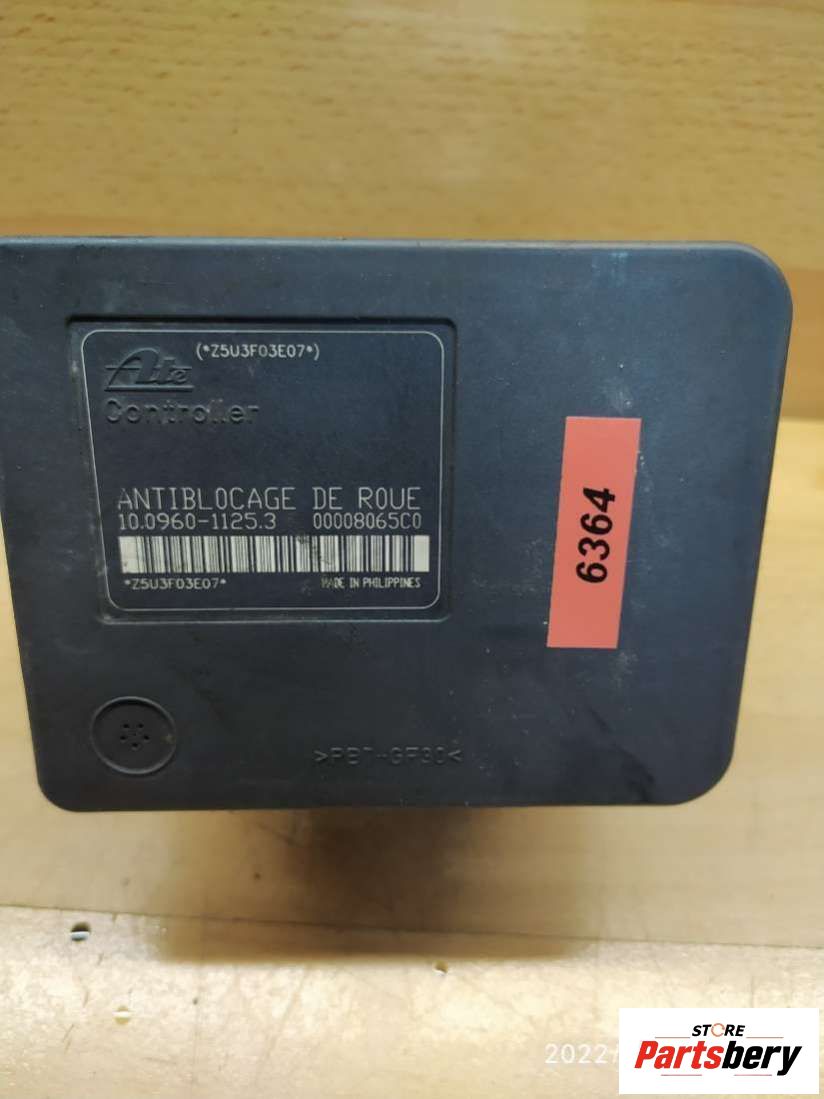 (*Z5U3F03E07*)
Ate
Controller
ANTIBLOCAGE DE ROUE
10.0960-1125.3 00008065C0
*Z5U3F03E07*
MADE IN PHILIPPINES
6364
>PBT-GF30<
2022/
STORE
Partsbery